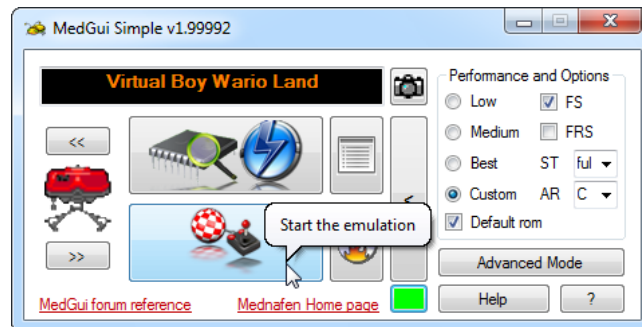 MedGui Simple v1.99992
Virtual Boy Wario Land
<<
>>
<
Start the emulation
MedGui forum reference
Mednafen Home page
Performance and Options
Low FS
Medium FRS
Best ST ful
Custom AR C
Default rom
Advanced Mode
Help ?